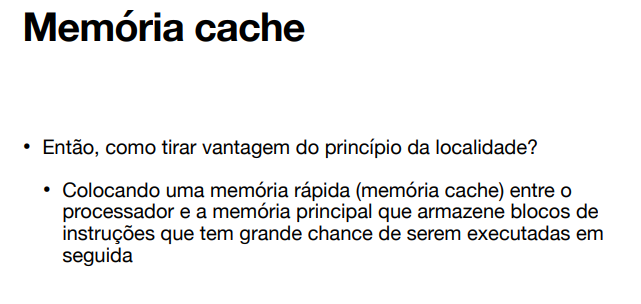 Memória cache
• Então, como tirar vantagem do princípio da localidade?
• Colocando uma memória rápida (memória cache) entre o
processador e a memória principal que armazene blocos de
instruções que tem grande chance de serem executadas em
seguida